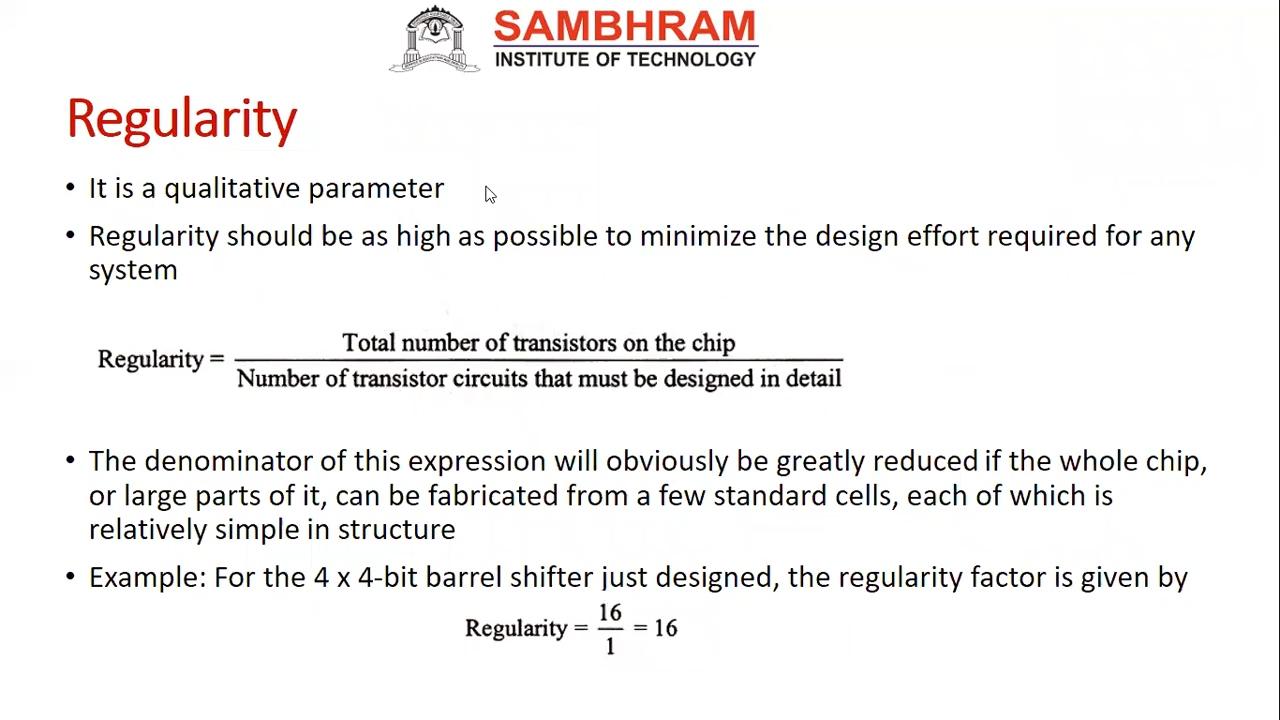 SAMBHRAM
INSTITUTE OF TECHNOLOGY
Regularity
• It is a qualitative parameter
• Regularity should be as high as possible to minimize the design effort required for any
system
Regularity = Total number of transistors on the chip
Number of transistor circuits that must be designed in detail
• The denominator of this expression will obviously be greatly reduced if the whole chip,
or large parts of it, can be fabricated from a few standard cells, each of which is
relatively simple in structure
• Example: For the 4 x 4-bit barrel shifter just designed, the regularity factor is given by
Regularity = 16/1 = 16